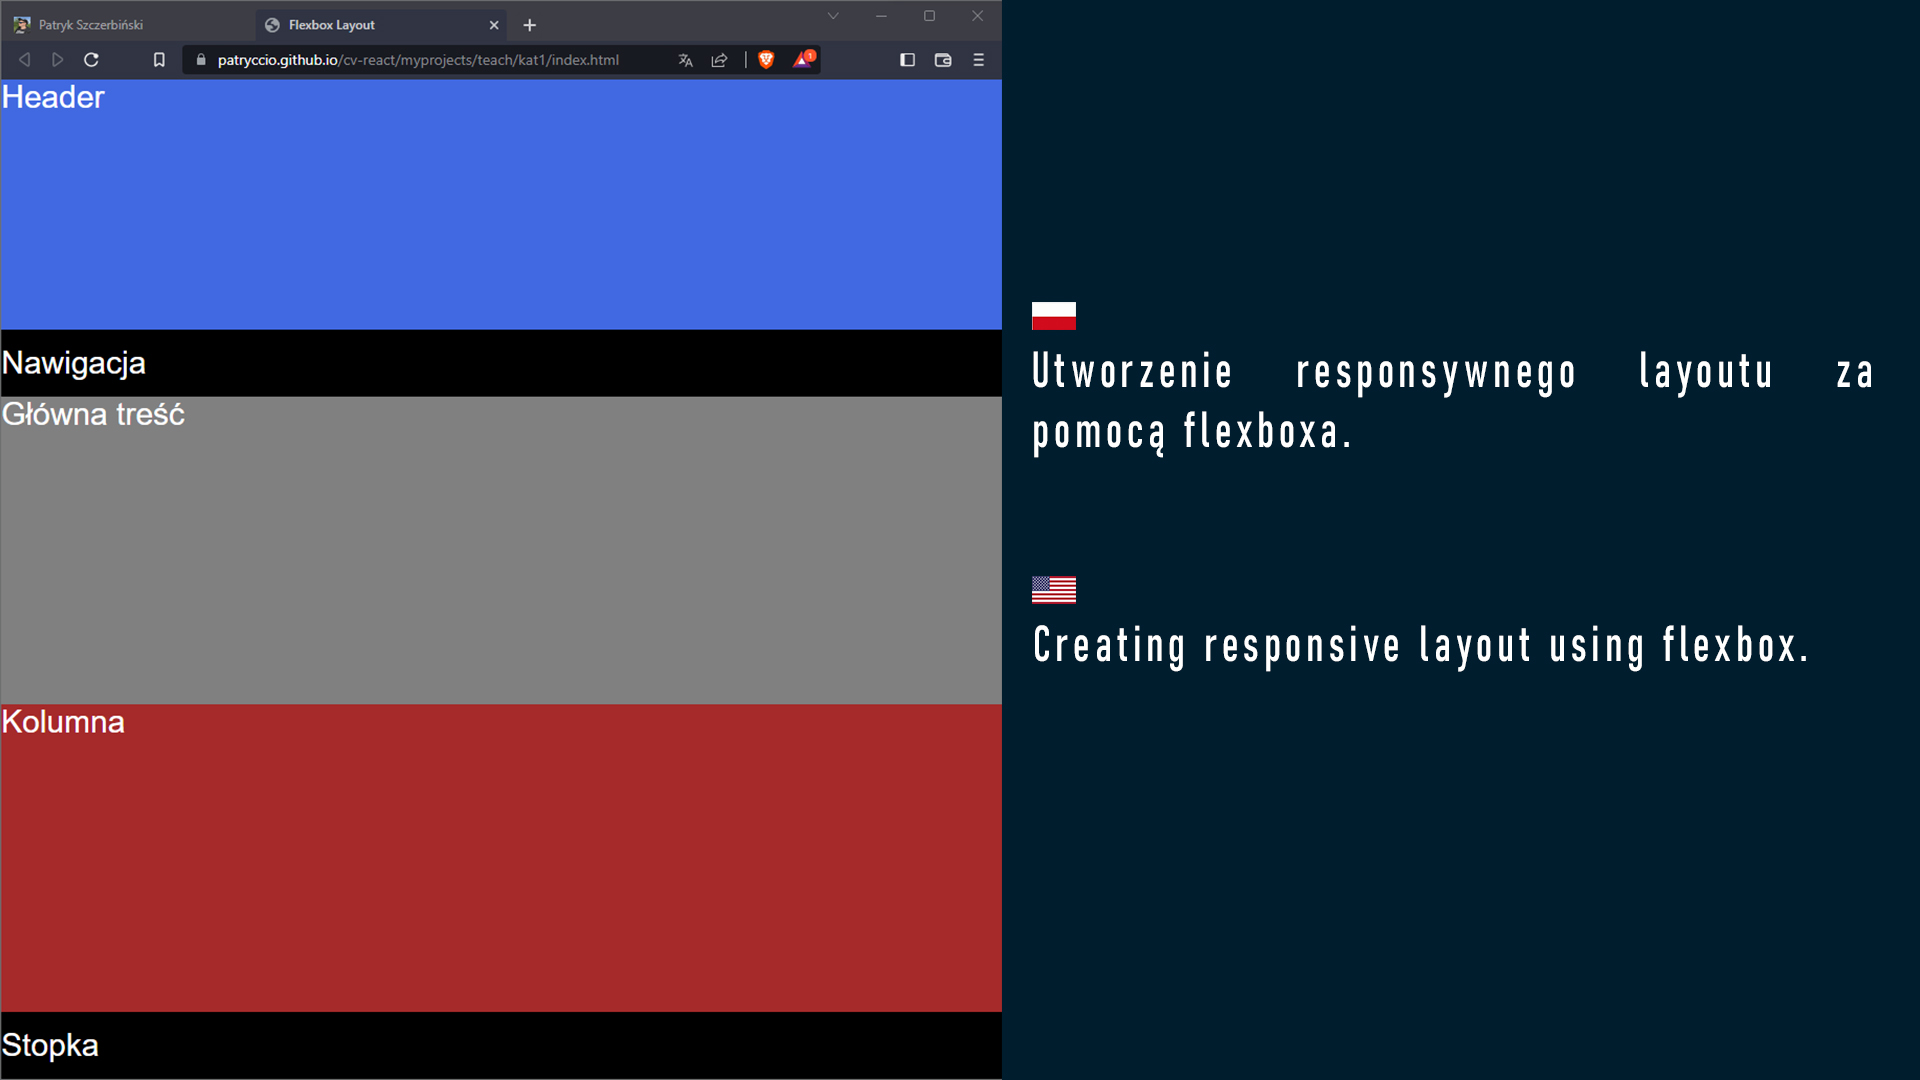 Patryk Szczerbiński
Flexbox Layout
patryccio.github.io/cv-react/myprojects/teach/kat1/index.html
1
Header
Nawigacja
Główna treść
Kolumna
Stopka
Utworzenie responsywnego layoutu za
pomocą flexboxa.
Creating responsive layout using flexbox.